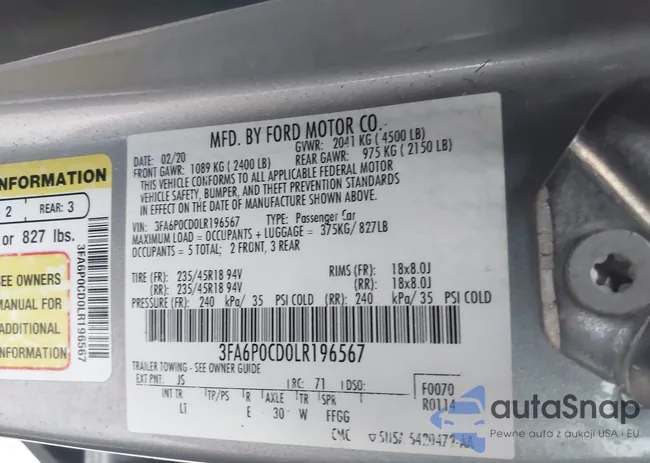 MFD. BY FORD MOTOR CO.
DATE: 02/20 GVWR: 2041 KG ( 4500 LB)
FRONT GAWR: 1089 KG ( 2400 LB) REAR GAWR: 975 KG ( 2150 LB)
THIS VEHICLE CONFORMS TO ALL APPLICABLE FEDERAL MOTOR
VEHICLE SAFETY, BUMPER, AND THEFT PREVENTION STANDARDS
IN EFFECT ON THE DATE OF MANUFACTURE SHOWN ABOVE.
VIN: 3FA6P0CD0LR196567 TYPE: Passenger Car
MAXIMUM LOAD = OCCUPANTS + LUGGAGE = 375KG/ 827LB
OCCUPANTS = 5 TOTAL; 2 FRONT, 3 REAR
TIRE (FR): 235/45R18 94V RIMS (FR): 18x8.0J
(RR): 235/45R18 94V (RR): 18x8.0J
PRESSURE (FR): 240 kPa/ 35 PSI COLD (RR): 240 kPa/ 35 PSI COLD
3FA6P0CD0LR196567
TRAILER TOWING - SEE OWNER GUIDE
EXT PNT: JS RC: 71 DSO: F0070
INT TR TP/PS R AXLE TR SPR R0114
LT E 30 W FFGG
CMC
NFORMATION
2 REAR: 3
or 827 lbs.
SEE OWNERS
MANUAL FOR
ADDITIONAL
INFORMATION
3FA6P0CD0LR196567
autoSnap
Pewne auta z aukcji USA i EU